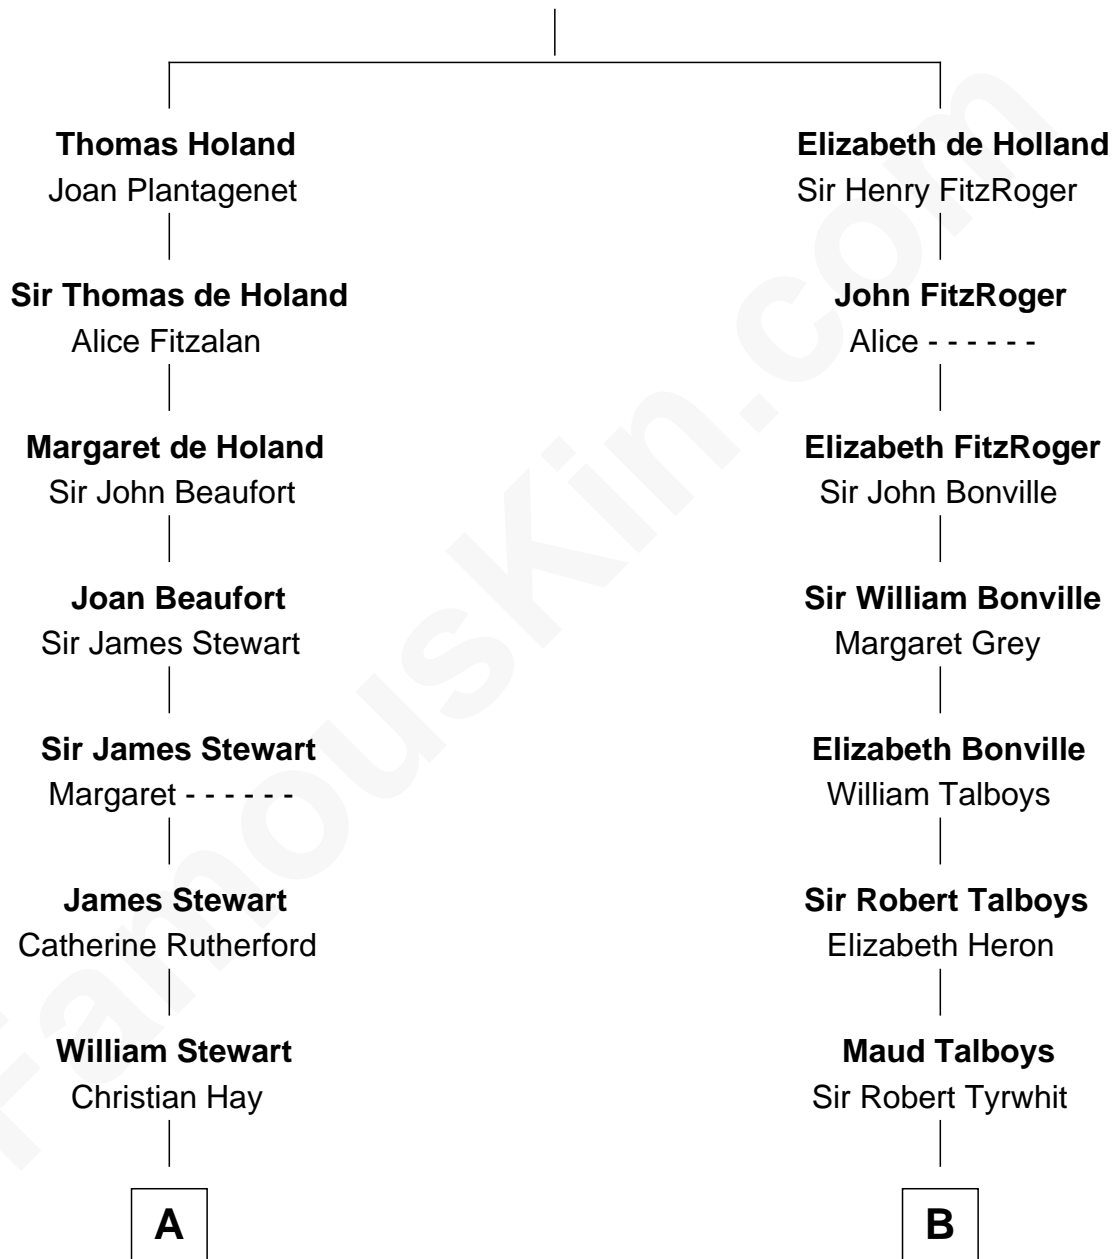 Thomas Holand
Joan Plantagenet
Elizabeth de Holland
Sir Henry FitzRoger
Sir Thomas de Holand
Alice Fitzalan
John FitzRoger
Alice - - - - - -
Margaret de Holand
Sir John Beaufort
Elizabeth FitzRoger
Sir John Bonville
Joan Beaufort
Sir James Stewart
Sir William Bonville
Margaret Grey
Sir James Stewart
Margaret - - - - - -
Elizabeth Bonville
William Talboys
James Stewart
Catherine Rutherford
Sir Robert Talboys
Elizabeth Heron
William Stewart
Christian Hay
Maud Talboys
Sir Robert Tyrwhit
A
B
FamousKin.com